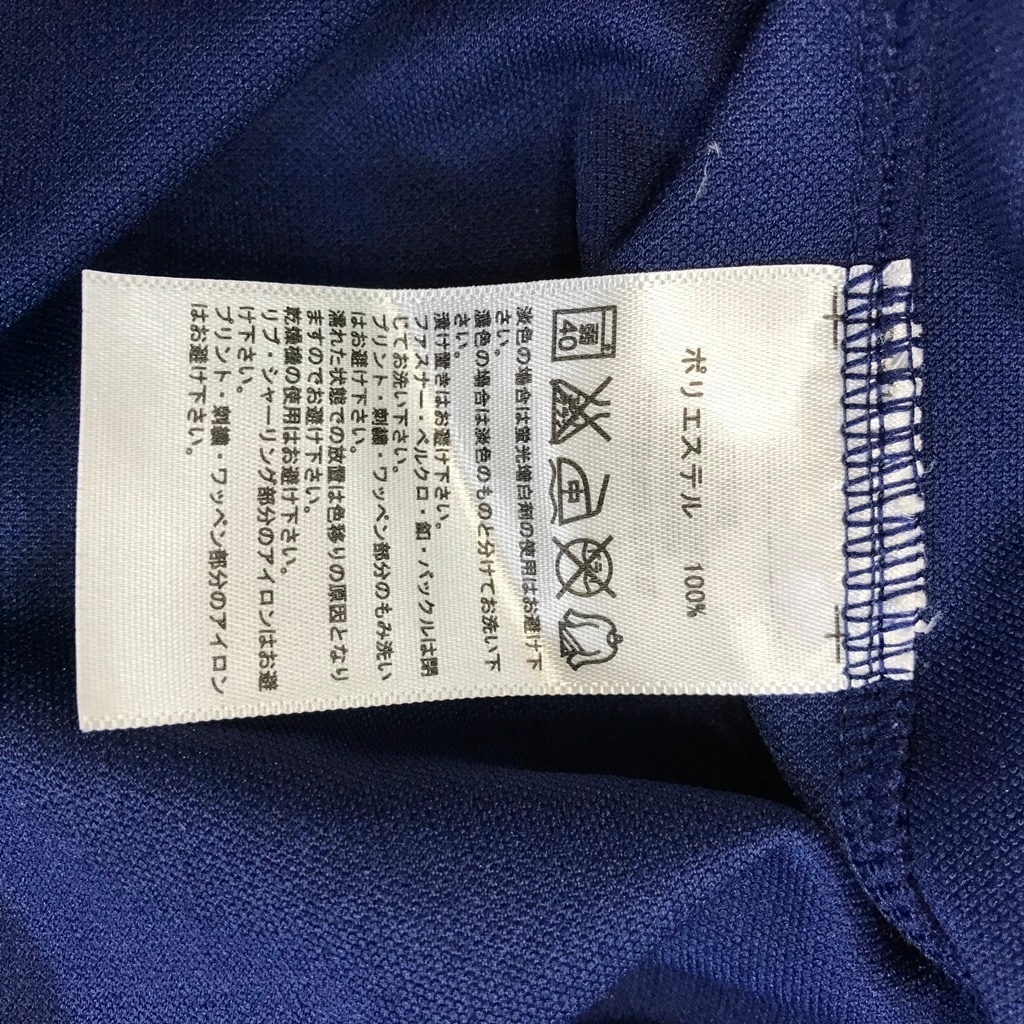 ポリエステル 100%
弱
40
中
淡色の場合は蛍光増白剤の使用はお避け下
さい。
濃色の場合は淡色のものと分けてお洗い下
さい。
漬け置きはお避け下さい。
ファスナー・ベルクロ・釦・バックルは閉
じてお洗い下さい。
プリント・刺繍・ワッペン部分のもみ洗い
はお避け下さい。
濡れた状態での放置は色移りの原因となり
ますのでお避け下さい。
乾燥機の使用はお避け下さい。
リブ・シャーリング部分のアイロンはお避
け下さい。
プリント・刺繍・ワッペン部分のアイロン
はお避け下さい。